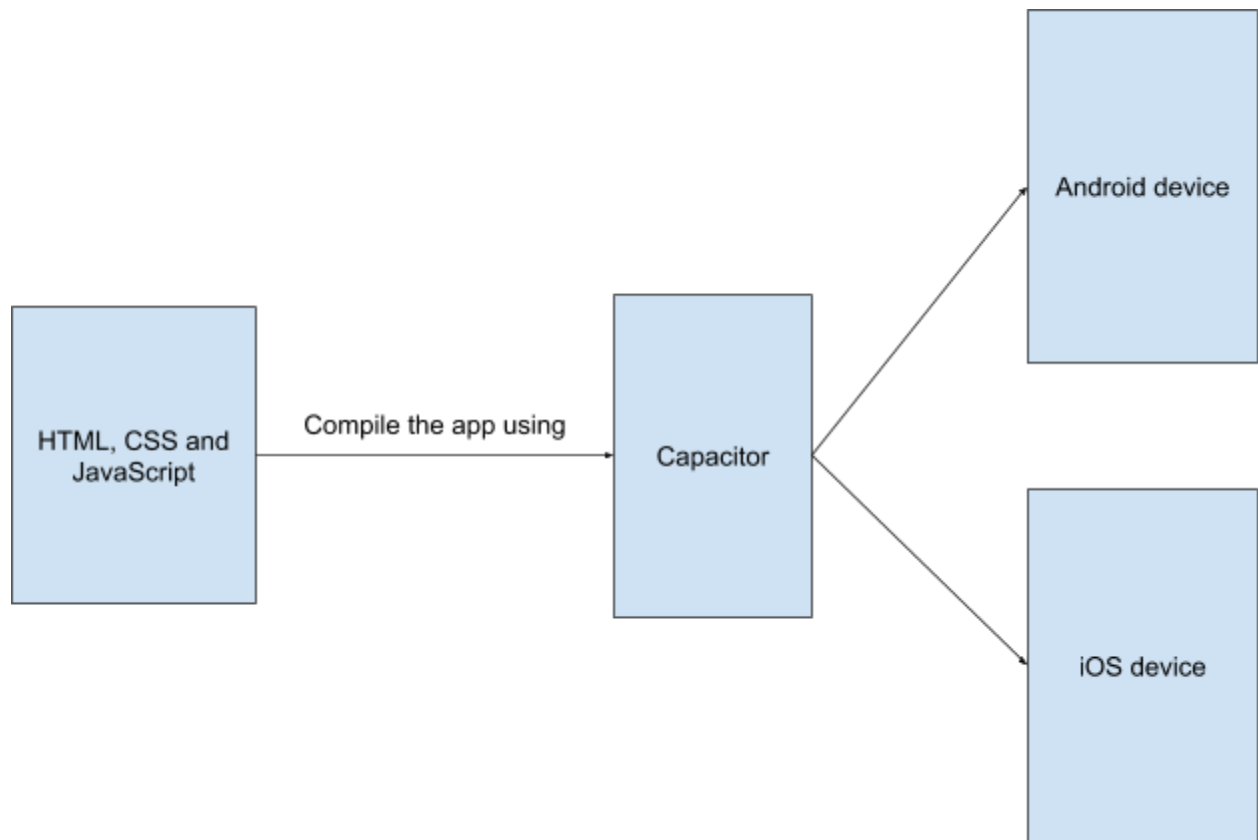 HTML, CSS and
JavaScript
Compile the app using
Capacitor
Android device
iOS device